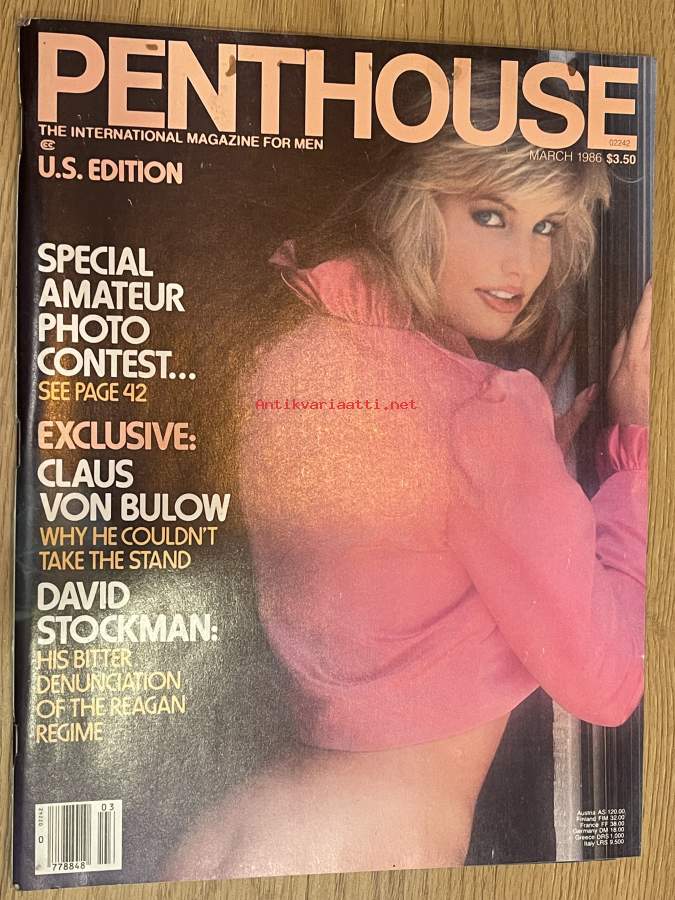 PENTHOUSE
THE INTERNATIONAL MAGAZINE FOR MEN
02242
MARCH 1986 $3.50
U.S. EDITION
SPECIAL
AMATEUR
PHOTO
CONTEST...
SEE PAGE 42
Antikvariaatti.net
EXCLUSIVE:
CLAUS
VON BULOW
WHY HE COULDN'T
TAKE THE STAND
DAVID
STOCKMAN:
HIS BITTER
DENUNCIATION
OF THE REAGAN
REGIME
03
0
778848
Austria AS 120.00
Finland FIM 32.00
France FF 38.00
Germany DM 18.00
Greece DRS 1.000
Italy LRS 9.500